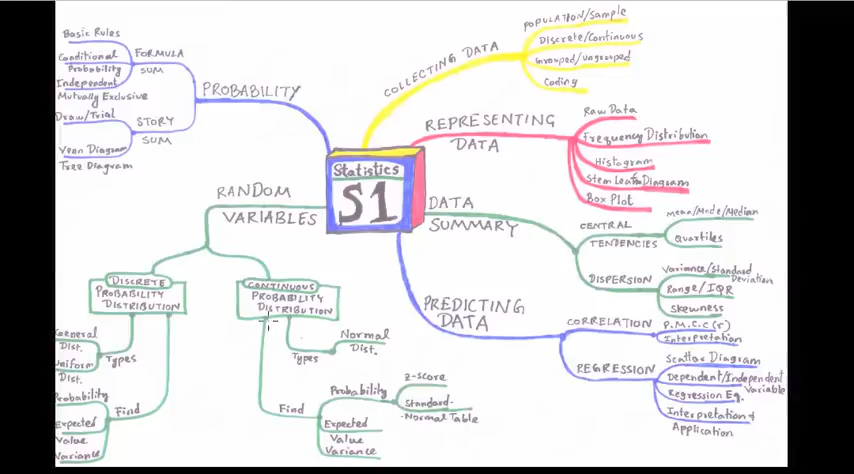 Statistics
S1
COLLECTING DATA
POPULATION/Sample
Discrete/Continuous
Grouped/ungrouped
Coding
REPRESENTING
DATA
Raw Data
Frequency Distribution
Histogram
Stem Leaf Diagram
Box Plot
DATA
SUMMARY
CENTRAL
TENDENCIES
Mean/Mode/Median
Quartiles
DISPERSION
Variance/Standard
Deviation
Range/IQR
Skewness
PREDICTING
DATA
CORRELATION
P.M.C.C (r)
Interpretation
REGRESSION
Scatter Diagram
Dependent/Independent
Variable
Regression Eq.
Interpretation &
Application
PROBABILITY
FORMULA
SUM
Basic Rules
Conditional
Probability
Independent
Mutually Exclusive
STORY
SUM
Draw/Trial
Venn Diagram
Tree Diagram
RANDOM
VARIABLES
DISCRETE
PROBABILITY
DISTRIBUTION
Types
General
Dist.
Uniform
Dist.
Find
Probability
Expected
Value
Variance
CONTINUOUS
PROBABILITY
DISTRIBUTION
Types
Normal
Dist.
Find
Probability
z-score
Standard-
-Normal Table
Expected
Value
Variance